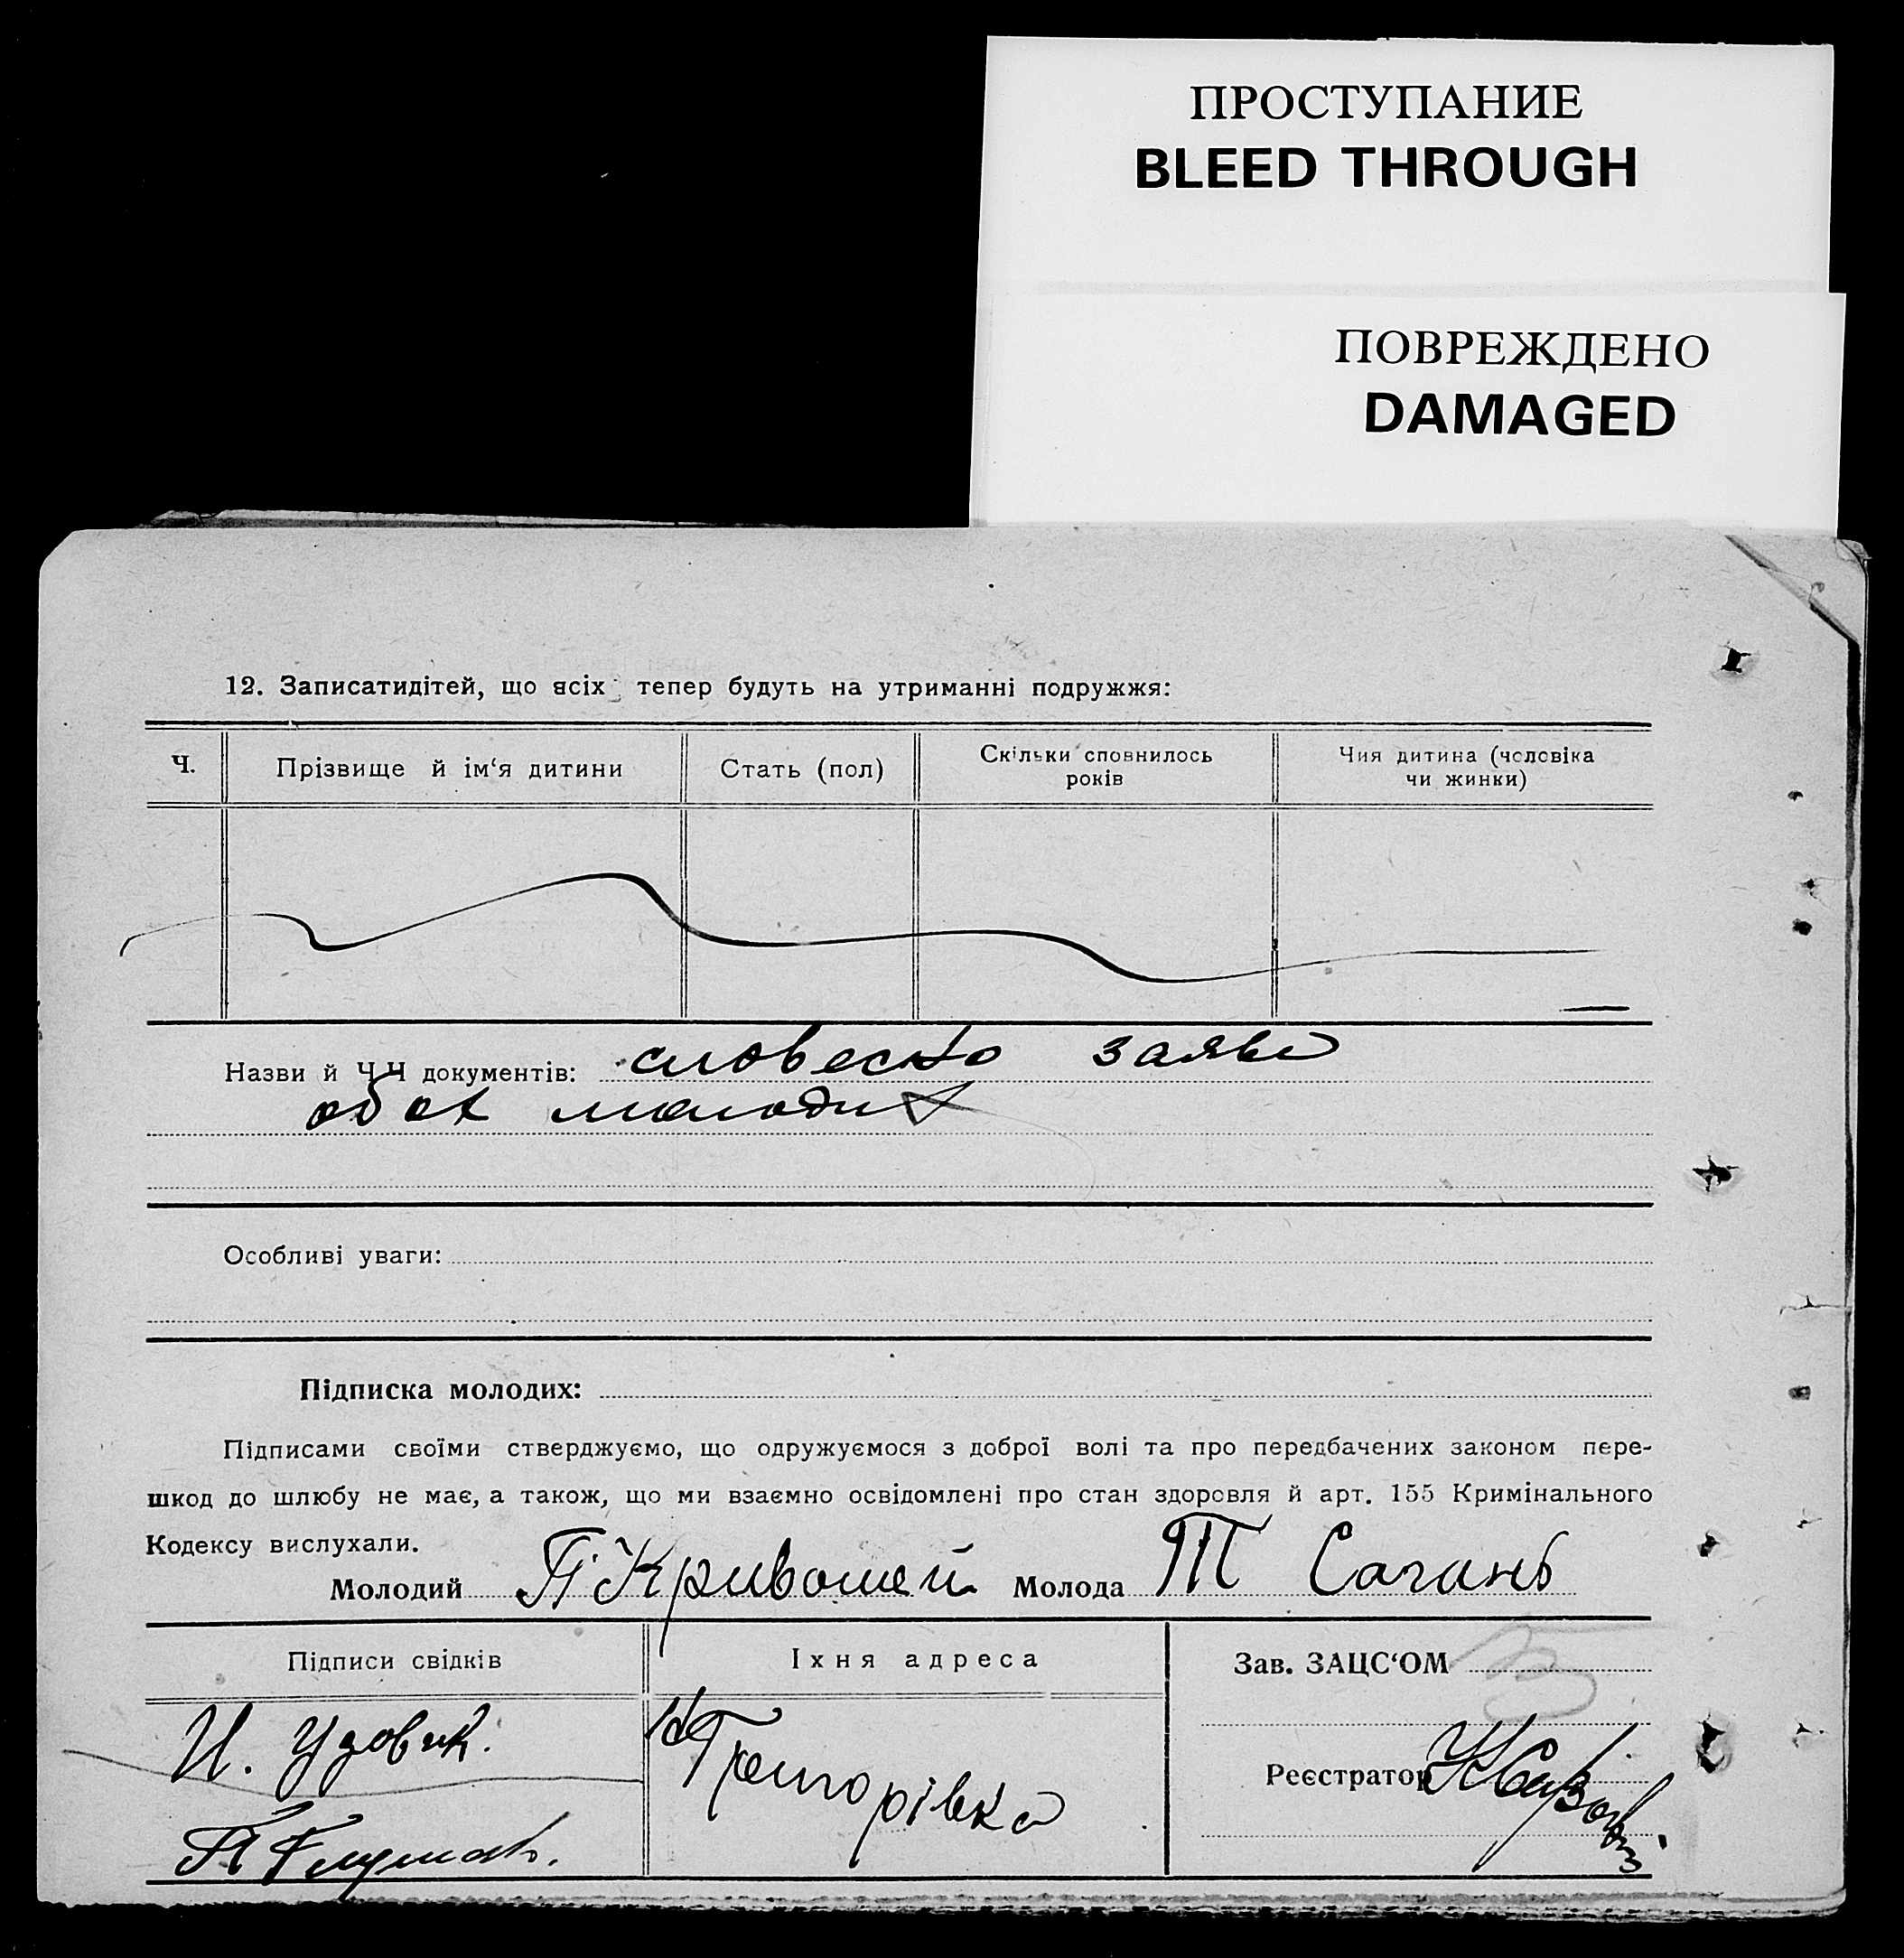 ПРОСТУПАНИЕ
BLEED THROUGH
ПОВРЕЖДЕНО
DAMAGED
12. Записатидітей, що всіх тепер будуть на утриманні подружжя:
Ч.
Прізвище й ім‘я дитини
Стать (пол)
Скільки сповнилось
років
Чия дитина (чоловіка
чи жинки)
Назви й ЧЧ документів: словесно заяви
обох молодих
Особливі уваги:
Підписка молодих:
Підписами своїми стверджуємо, що одружуємося з доброї волі та про передбачених законом пере-
шкод до шлюбу не має, а також, що ми взаємно освідомлені про стан здоровля й арт. 155 Кримінального
Кодексу вислухали.
Молодий П Кривошей Молода Т Сагань
Підписи свідків
Їхня адреса
Зав. ЗАЦС‘ОМ
И. Удовик.
Григорівка
Реєстратор
П